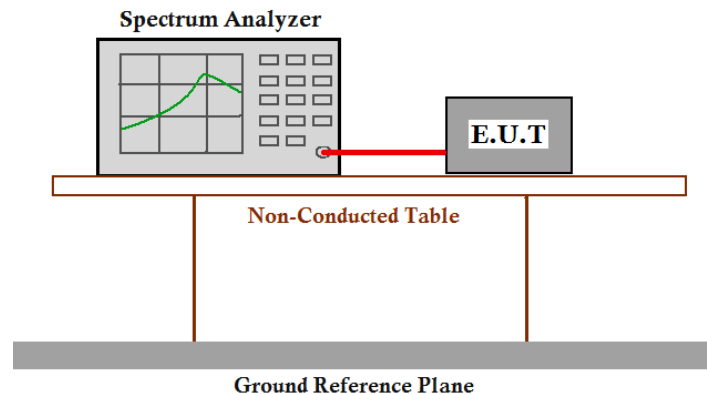 Spectrum Analyzer
E.U.T
Non-Conducted Table
Ground Reference Plane